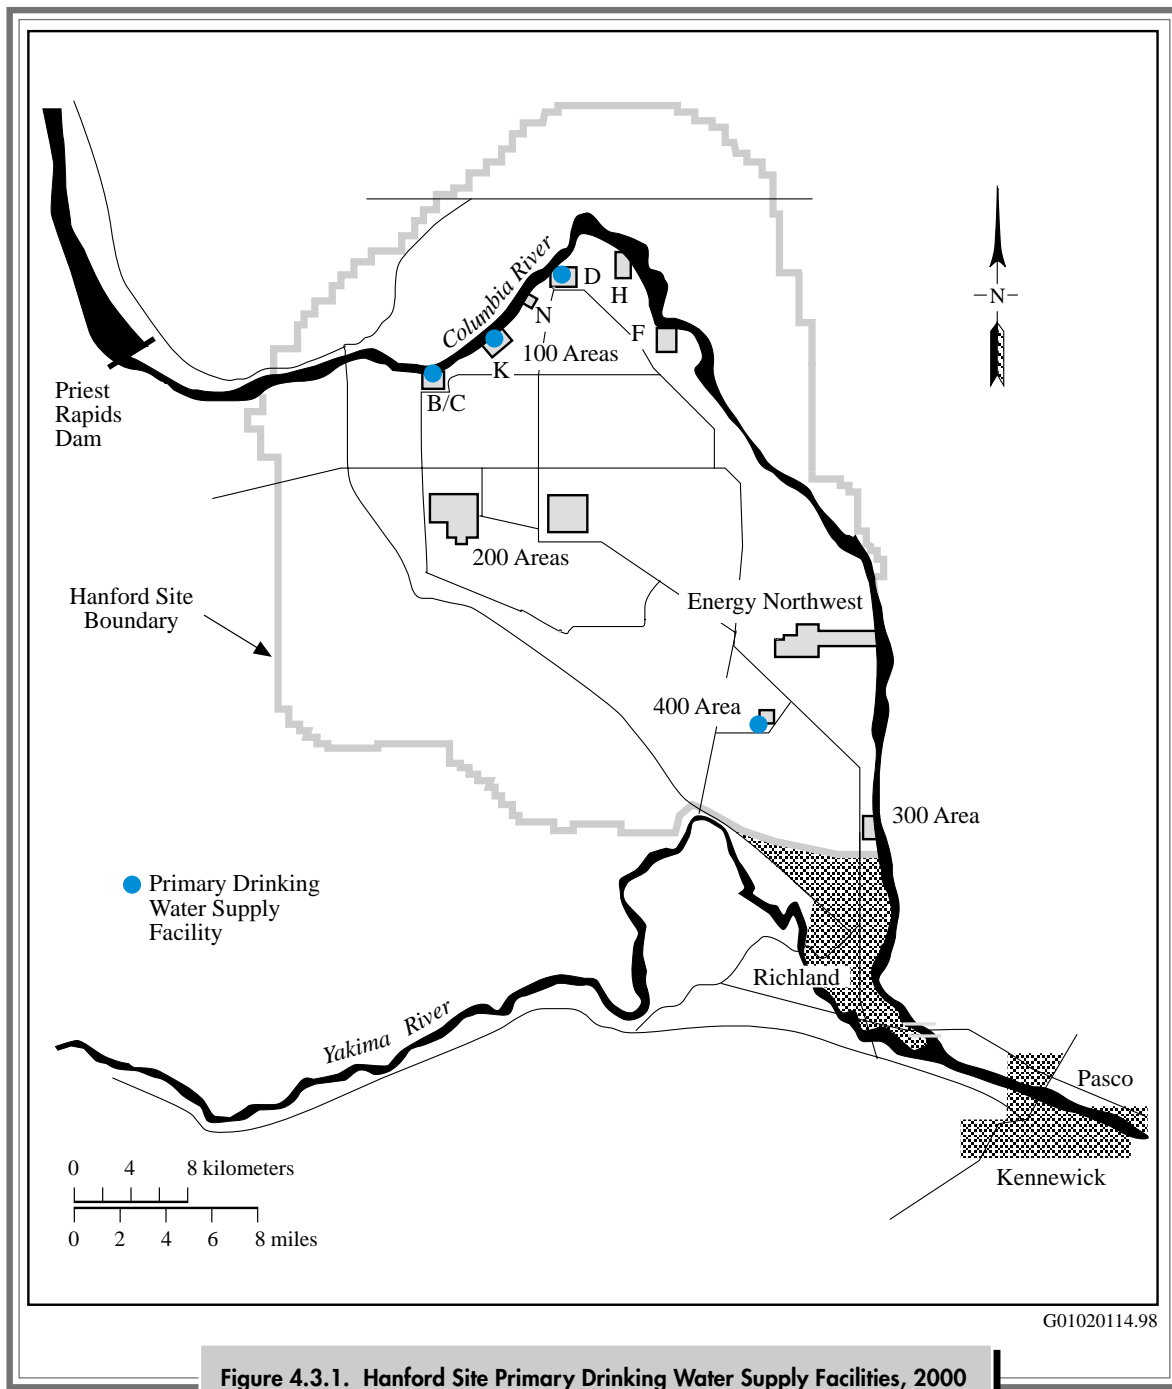 Columbia River
D
H
N
F
100 Areas
K
B/C
Priest
Rapids
Dam
N
200 Areas
Hanford Site
Boundary
Energy Northwest
400 Area
300 Area
Primary Drinking
Water Supply
Facility
Richland
Yakima River
Pasco
Kennewick
0 4 8 kilometers
0 2 4 6 8 miles
G01020114.98
Figure 4.3.1. Hanford Site Primary Drinking Water Supply Facilities, 2000